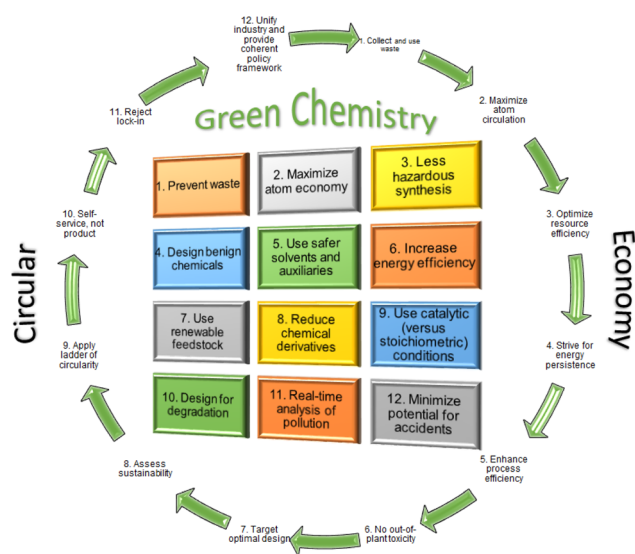 12. Unify
industry and
provide
coherent
policy
framework
1. Collect and use
waste
2. Maximize
atom
circulation
3. Optimize
resource
efficiency
4. Strive for
energy
persistence
5. Enhance
process
efficiency
6. No out-of-
plant toxicity
7. Target
optimal design
8. Assess
sustainability
9. Apply
ladder of
circularity
10. Self-
service, not
product
11. Reject
lock-in
Circular
Economy
Green Chemistry
1. Prevent waste
2. Maximize
atom economy
3. Less
hazardous
synthesis
4. Design benign
chemicals
5. Use safer
solvents and
auxiliaries
6. Increase
energy efficiency
7. Use
renewable
feedstock
8. Reduce
chemical
derivatives
9. Use catalytic
(versus
stoichiometric)
conditions
10. Design for
degradation
11. Real-time
analysis of
pollution
12. Minimize
potential for
accidents